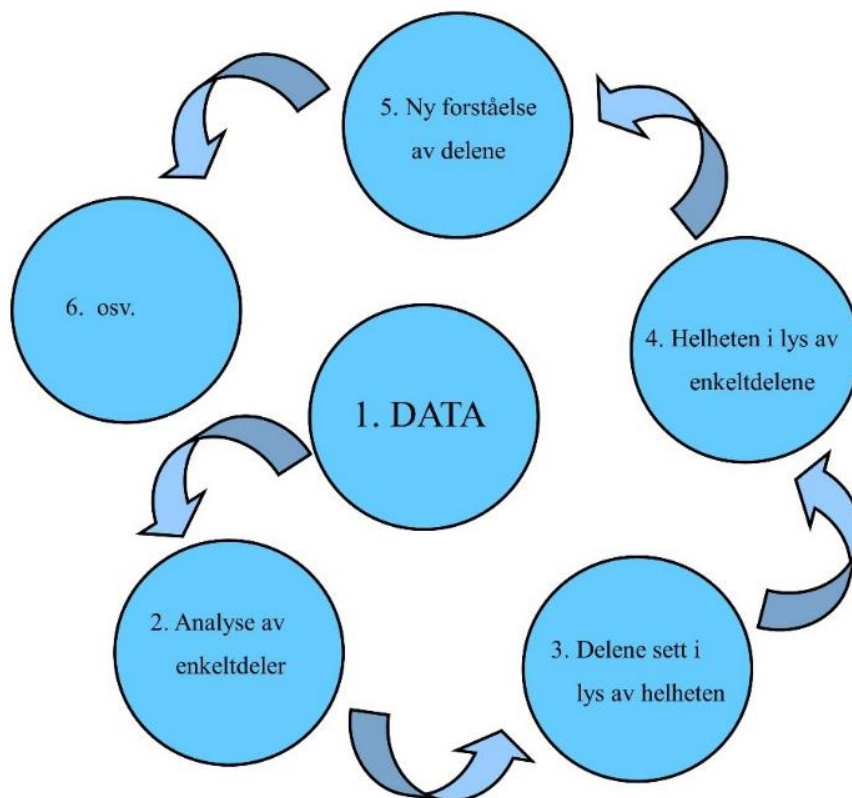 1. DATA
2. Analyse av
enkeltdeler
3. Delene sett i
lys av helheten
4. Helheten i lys av
enkeltdelene
5. Ny forståelse
av delene
6. osv.